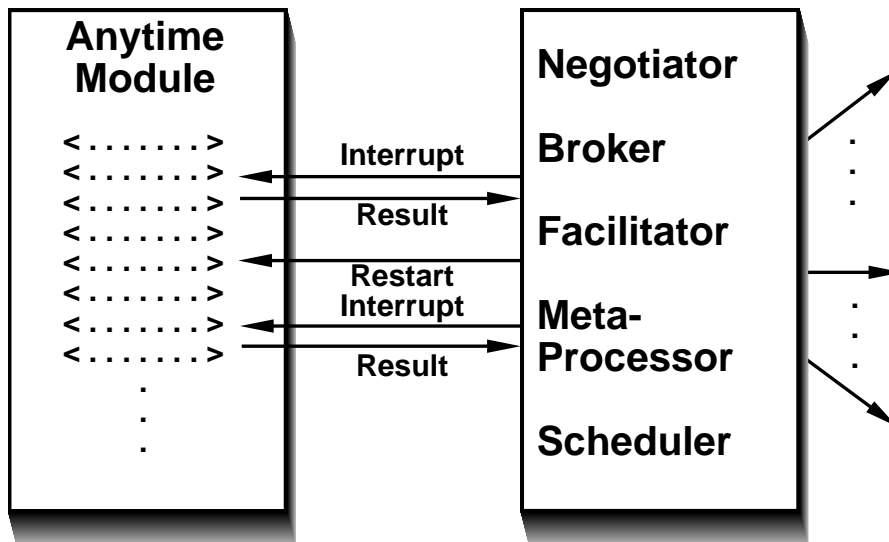 Anytime
Module
<.......>
<.......>
<.......>
<.......>
<.......>
<.......>
<.......>
<.......>
.
.
.
Interrupt
Result
Restart
Interrupt
Result
Negotiator
Broker
Facilitator
Meta-
Processor
Scheduler
.
.
.
.
.
.